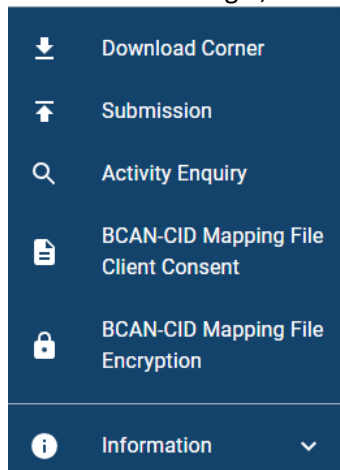 Download Corner
Submission
Activity Enquiry
BCAN-CID Mapping File
Client Consent
BCAN-CID Mapping File
Encryption
Information